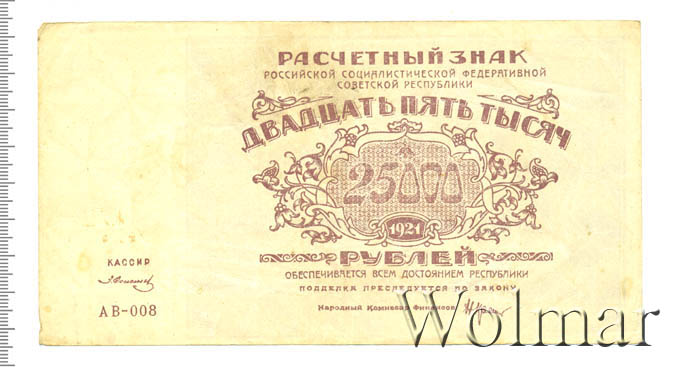 РАСЧЕТНЫЙ ЗНАК
РОССИЙСКОЙ СОЦИАЛИСТИЧЕСКОЙ ФЕДЕРАТИВНОЙ
СОВЕТСКОЙ РЕСПУБЛИКИ
ДВАДЦАТЬ ПЯТЬ ТЫСЯЧ
25000
1921
РУБЛЕЙ
ОБЕСПЕЧИВАЕТСЯ ВСЕМ ДОСТОЯНИЕМ РЕСПУБЛИКИ
ПОДДЕЛКА ПРЕСЛЕДУЕТСЯ ПО ЗАКОНУ
Народный Комиссар Финансов
КАССИР
АВ-008
Wolmar